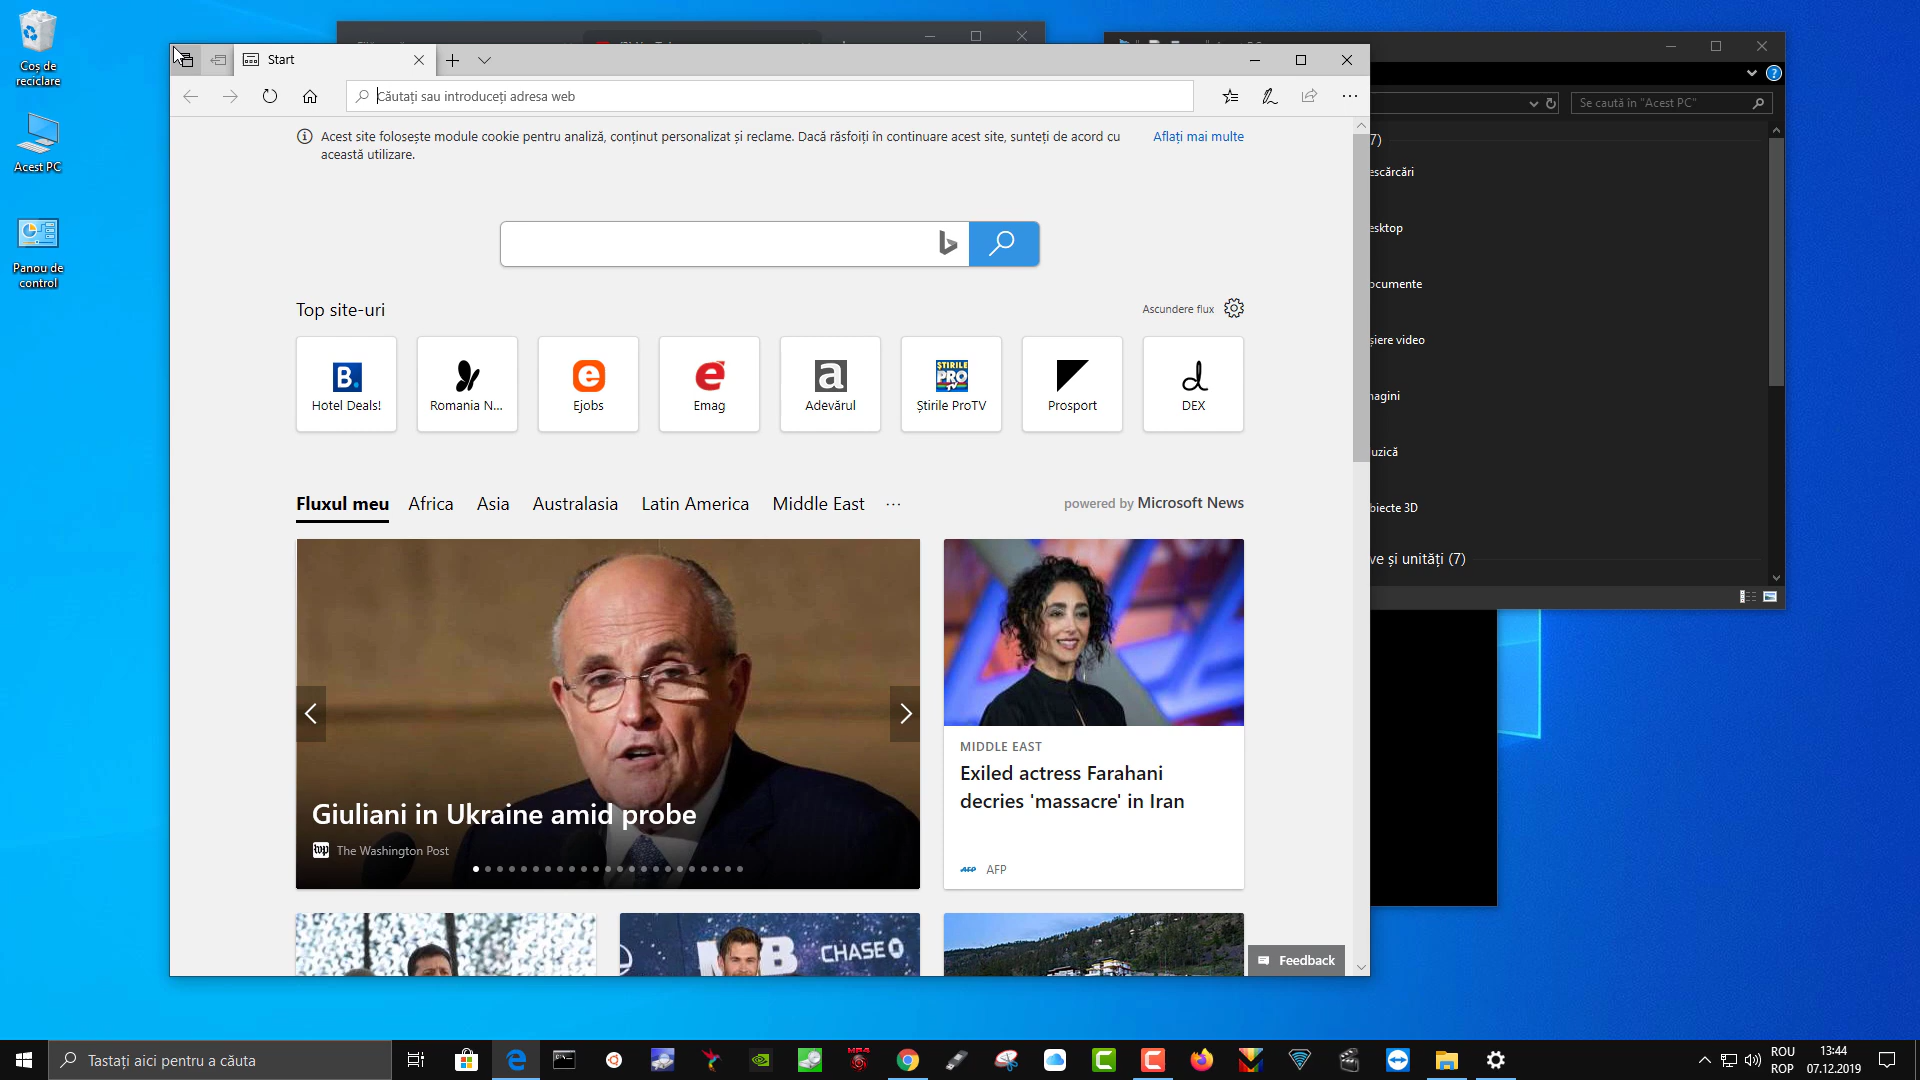 Coș de
reciclare
Acest PC
Panou de
control
Start
Căutați sau introduceți adresa web
Acest site folosește module cookie pentru analiză, conținut personalizat și reclame. Dacă răsfoiți în continuare acest site, sunteți de acord cu
această utilizare.
Aflați mai multe
Top site-uri
Ascundere flux
Hotel Deals!
Romania N...
Ejobs
Emag
Adevărul
Știrile ProTV
Prosport
DEX
Fluxul meu
Africa
Asia
Australasia
Latin America
Middle East
powered by Microsoft News
Giuliani in Ukraine amid probe
The Washington Post
MIDDLE EAST
Exiled actress Farahani
decries 'massacre' in Iran
AFP
CHASE
Feedback
Se caută în "Acest PC"
7)
escărcări
esktop
ocumente
șiere video
nagini
uzică
biecte 3D
ve și unități (7)
Tastați aici pentru a căuta
ROU
ROP
13:44
07.12.2019